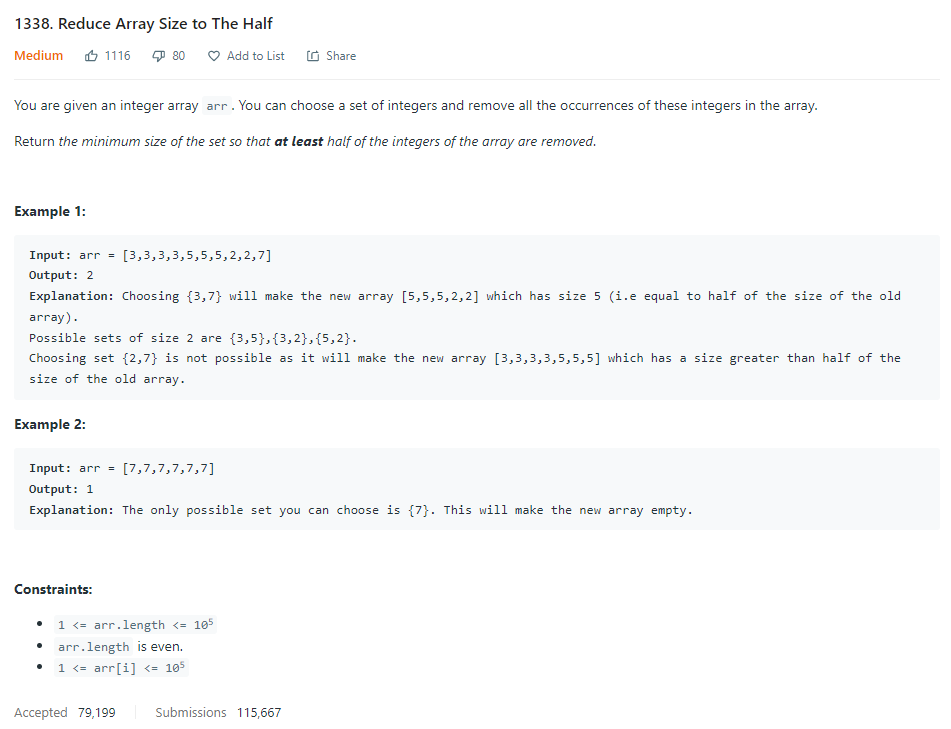 1338. Reduce Array Size to The Half
Medium 1116 80 Add to List Share
You are given an integer array arr. You can choose a set of integers and remove all the occurrences of these integers in the array.
Return the minimum size of the set so that at least half of the integers of the array are removed.
Example 1:
Input: arr = [3,3,3,3,5,5,5,2,2,7]
Output: 2
Explanation: Choosing {3,7} will make the new array [5,5,5,2,2] which has size 5 (i.e equal to half of the size of the old
array).
Possible sets of size 2 are {3,5},{3,2},{5,2}.
Choosing set {2,7} is not possible as it will make the new array [3,3,3,3,5,5,5] which has a size greater than half of the
size of the old array.
Example 2:
Input: arr = [7,7,7,7,7,7]
Output: 1
Explanation: The only possible set you can choose is {7}. This will make the new array empty.
Constraints:
• 1 <= arr.length <= 10⁵
• arr.length is even.
• 1 <= arr[i] <= 10⁵
Accepted 79,199 Submissions 115,667